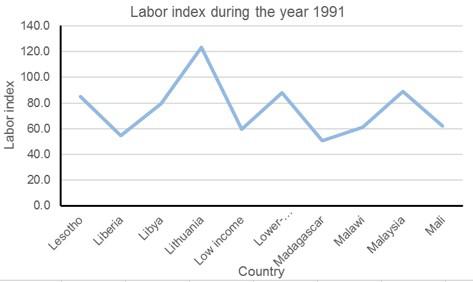 Labor index during the year 1991
140.0
120.0
100.0
80.0
60.0
40.0
20.0
0.0
Labor index
Lesotho
Liberia
Libya
Lithuania
Low income
Lower-...
Madagascar
Malawi
Malaysia
Mali
Country